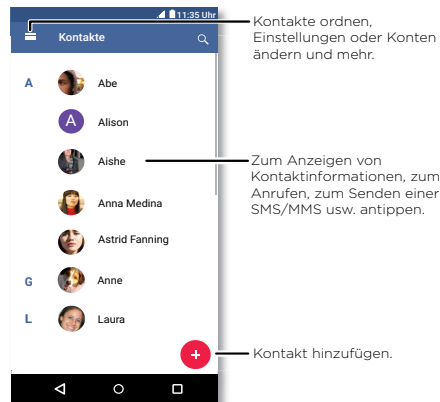 11:35 Uhr
Kontakte
A
Abe
A
Alison
Aishe
Anna Medina
Astrid Fanning
G
Anne
L
Laura
Kontakte ordnen,
Einstellungen oder Konten
ändern und mehr.
Zum Anzeigen von
Kontaktinformationen, zum
Anrufen, zum Senden einer
SMS/MMS usw. antippen.
Kontakt hinzufügen.